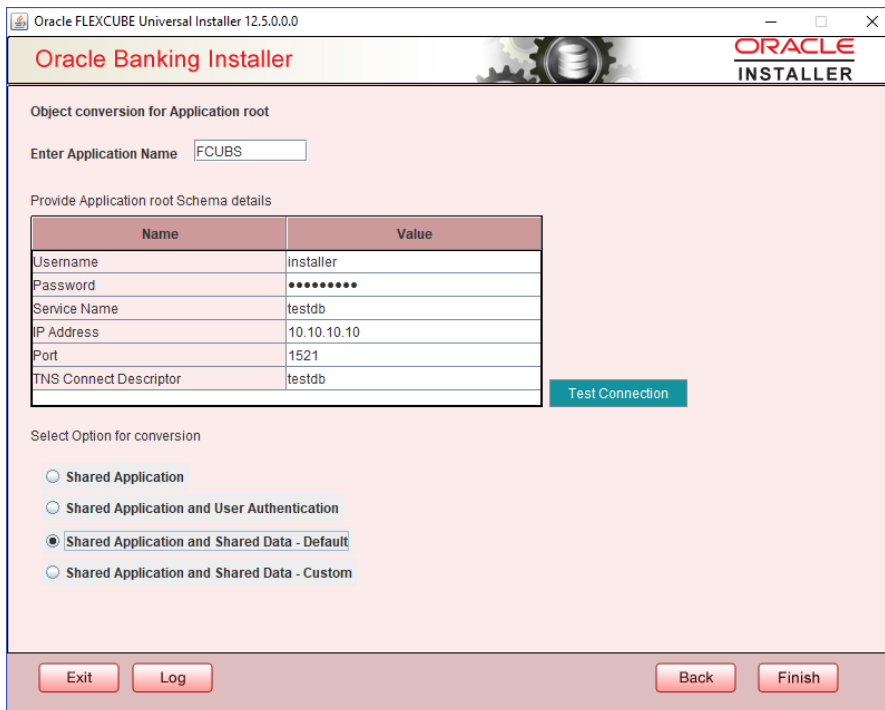 Oracle FLEXCUBE Universal Installer 12.5.0.0.0
Oracle Banking Installer
ORACLE
INSTALLER
Object conversion for Application root
Enter Application Name FCUBS
Provide Application root Schema details
Name Value
Username installer
Password •••••••••
Service Name testdb
IP Address 10.10.10.10
Port 1521
TNS Connect Descriptor testdb
Test Connection
Select Option for conversion
Shared Application
Shared Application and User Authentication
Shared Application and Shared Data - Default
Shared Application and Shared Data - Custom
Exit Log Back Finish